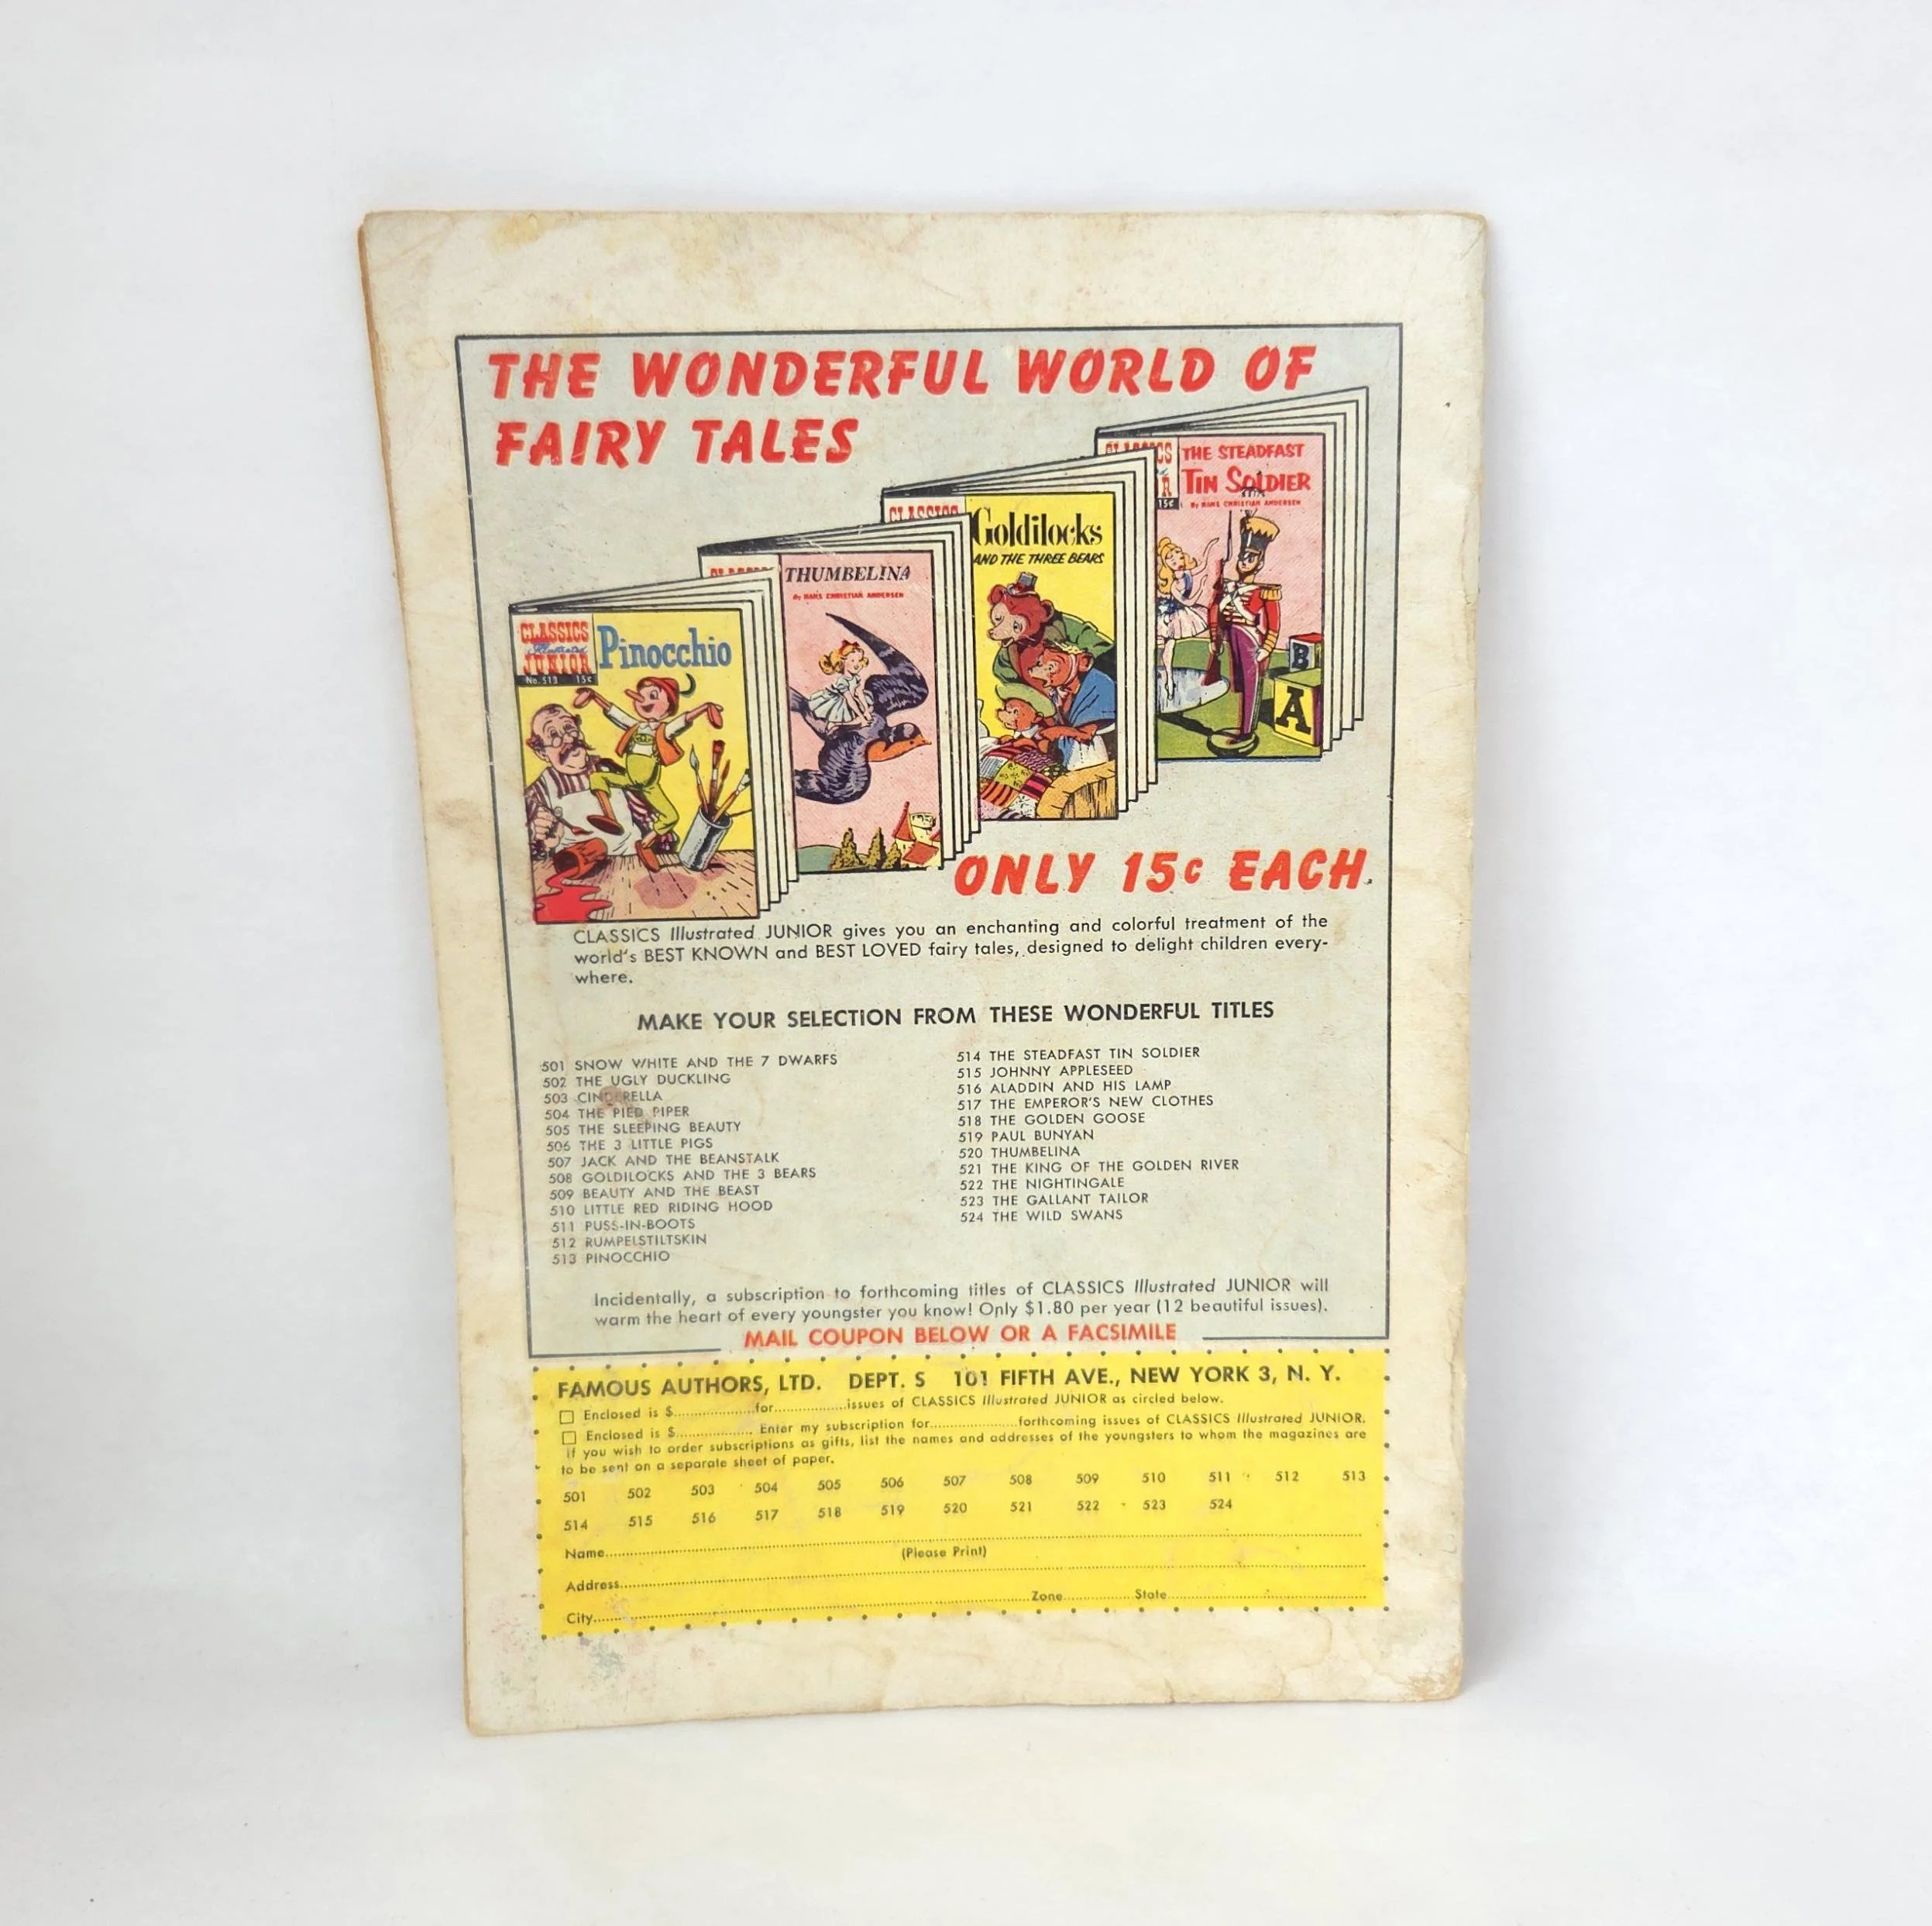 THE WONDERFUL WORLD OF
FAIRY TALES
THE STEADFAST
TIN SOLDIER
15¢ By HANS CHRISTIAN ANDERSEN
B
A
CLASSICS Goldilocks
AND THE THREE BEARS
THUMBELINA
By HANS CHRISTIAN ANDERSEN
CLASSICS
Illustrated
JUNIOR
No. 513 15¢
Pinocchio
ONLY 15c EACH.
CLASSICS Illustrated JUNIOR gives you an enchanting and colorful treatment of the
world's BEST KNOWN and BEST LOVED fairy tales, designed to delight children every-
where.
MAKE YOUR SELECTION FROM THESE WONDERFUL TITLES
501 SNOW WHITE AND THE 7 DWARFS
502 THE UGLY DUCKLING
503 CINDERELLA
504 THE PIED PIPER
505 THE SLEEPING BEAUTY
506 THE 3 LITTLE PIGS
507 JACK AND THE BEANSTALK
508 GOLDILOCKS AND THE 3 BEARS
509 BEAUTY AND THE BEAST
510 LITTLE RED RIDING HOOD
511 PUSS-IN-BOOTS
512 RUMPELSTILTSKIN
513 PINOCCHIO
514 THE STEADFAST TIN SOLDIER
515 JOHNNY APPLESEED
516 ALADDIN AND HIS LAMP
517 THE EMPEROR'S NEW CLOTHES
518 THE GOLDEN GOOSE
519 PAUL BUNYAN
520 THUMBELINA
521 THE KING OF THE GOLDEN RIVER
522 THE NIGHTINGALE
523 THE GALLANT TAILOR
524 THE WILD SWANS
Incidentally, a subscription to forthcoming titles of CLASSICS Illustrated JUNIOR will
warm the heart of every youngster you know! Only $1.80 per year (12 beautiful issues).
MAIL COUPON BELOW OR A FACSIMILE
FAMOUS AUTHORS, LTD. DEPT. S 101 FIFTH AVE., NEW YORK 3, N. Y.
Enclosed is $..................for................issues of CLASSICS Illustrated JUNIOR as circled below.
Enclosed is $................. Enter my subscription for....................forthcoming issues of CLASSICS Illustrated JUNIOR.
If you wish to order subscriptions as gifts, list the names and addresses of the youngsters to whom the magazines are
to be sent on a separate sheet of paper.
501 502 503 504 505 506 507 508 509 510 511 512 513
514 515 516 517 518 519 520 521 522 523 524
Name....................
(Please Print)
Address....................
City....................Zone................State....................